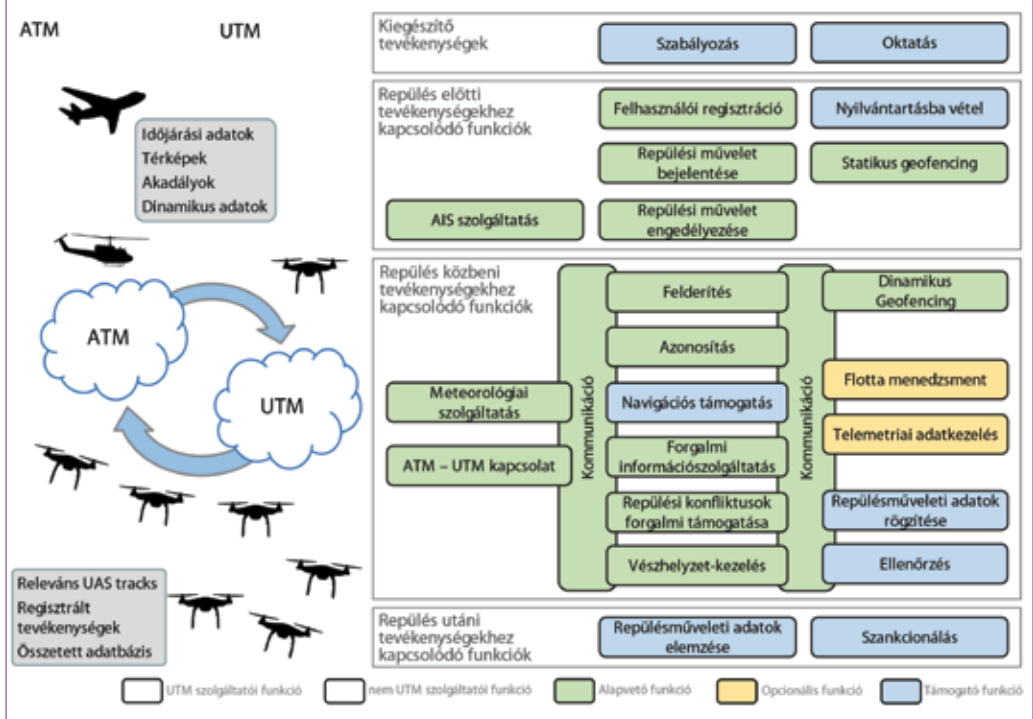 ATM
UTM
Időjárási adatok
Térképek
Akadályok
Dinamikus adatok
ATM
UTM
Releváns UAS tracks
Regisztrált
tevékenységek
Összetett adatbázis
Kiegészítő
tevékenységek
Szabályozás
Oktatás
Repülés előtti
tevékenységekhez
kapcsolódó funkciók
Felhasználói regisztráció
Nyilvántartásba vétel
Repülési művelet
bejelentése
Statikus geofencing
AIS szolgáltatás
Repülési művelet
engedélyezése
Repülés közbeni
tevékenységekhez
kapcsolódó funkciók
Meteorológiai
szolgáltatás
ATM – UTM kapcsolat
Kommunikáció
Felderítés
Azonosítás
Navigációs támogatás
Forgalmi
információszolgáltatás
Repülési konfliktusok
forgalmi támogatása
Vészhelyzet-kezelés
Kommunikáció
Dinamikus
Geofencing
Flotta menedzsment
Telemetriai adatkezelés
Repülésműveleti adatok
rögzítése
Ellenőrzés
Repülés utáni
tevékenységekhez
kapcsolódó funkciók
Repülésműveleti adatok
elemzése
Szankcionálás
UTM szolgáltatói funkció
nem UTM szolgáltatói funkció
Alapvető funkció
Opcionális funkció
Támogató funkció